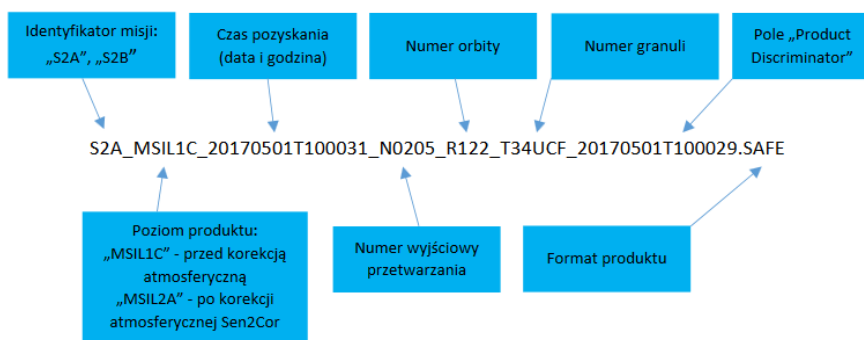 Identyfikator misji:
„S2A”, „S2B”
Czas pozyskania
(data i godzina)
Numer orbity
Numer granuli
Pole „Product
Discriminator”
S2A_MSIL1C_20170501T100031_N0205_R122_T34UCF_20170501T100029.SAFE
Poziom produktu:
„MSIL1C” - przed korekcją
atmosferyczną
„MSIL2A” - po korekcji
atmosferycznej Sen2Cor
Numer wyjściowy
przetwarzania
Format produktu